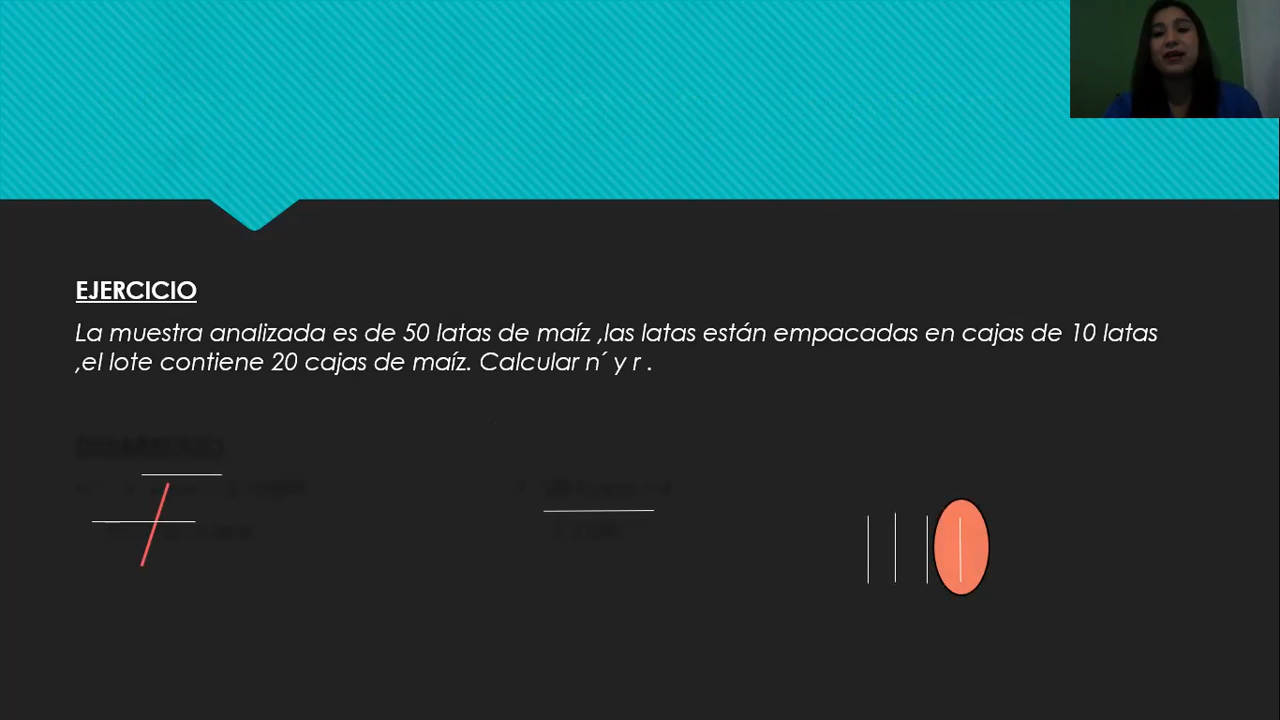 EJERCICIO
La muestra analizada es de 50 latas de maíz ,las latas están empacadas en cajas de 10 latas
,el lote contiene 20 cajas de maíz. Calcular n´ y r .